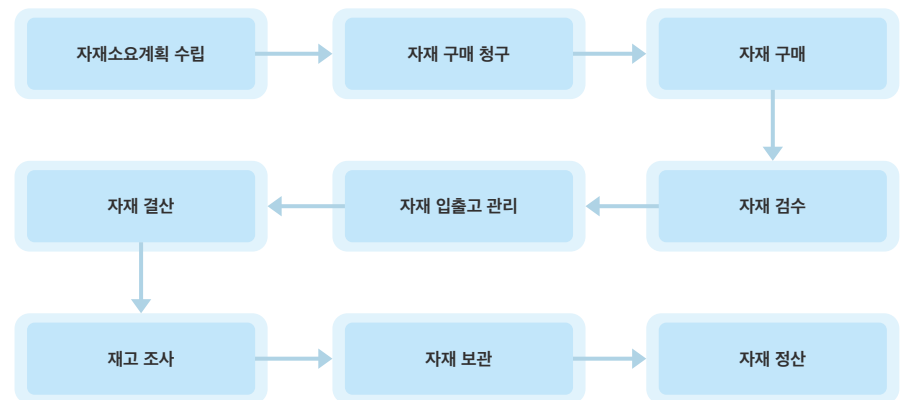 자재소요계획 수립
자재 구매 청구
자재 구매
자재 검수
자재 입출고 관리
자재 결산
재고 조사
자재 보관
자재 정산